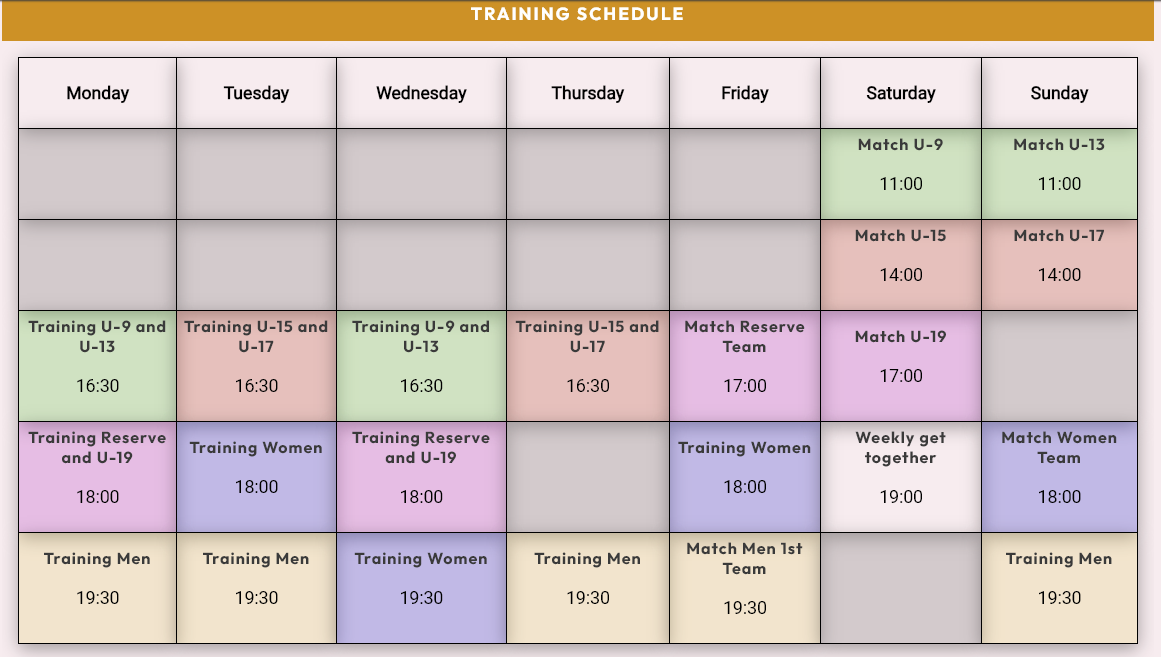 TRAINING SCHEDULE
Monday Tuesday Wednesday Thursday Friday Saturday Sunday
Match U-9 Match U-13
11:00 11:00
Match U-15 Match U-17
14:00 14:00
Training U-9 and Training U-15 and Training U-9 and Training U-15 and Match Reserve Match U-19
U-13 U-17 U-13 U-17 Team
16:30 16:30 16:30 16:30 17:00 17:00
Training Reserve Training Women Training Reserve Training Women Weekly get Match Women
and U-19 and U-19 together Team
18:00 18:00 18:00 18:00 19:00 18:00
Training Men Training Men Training Women Training Men Match Men 1st Training Men
Team
19:30 19:30 19:30 19:30 19:30 19:30